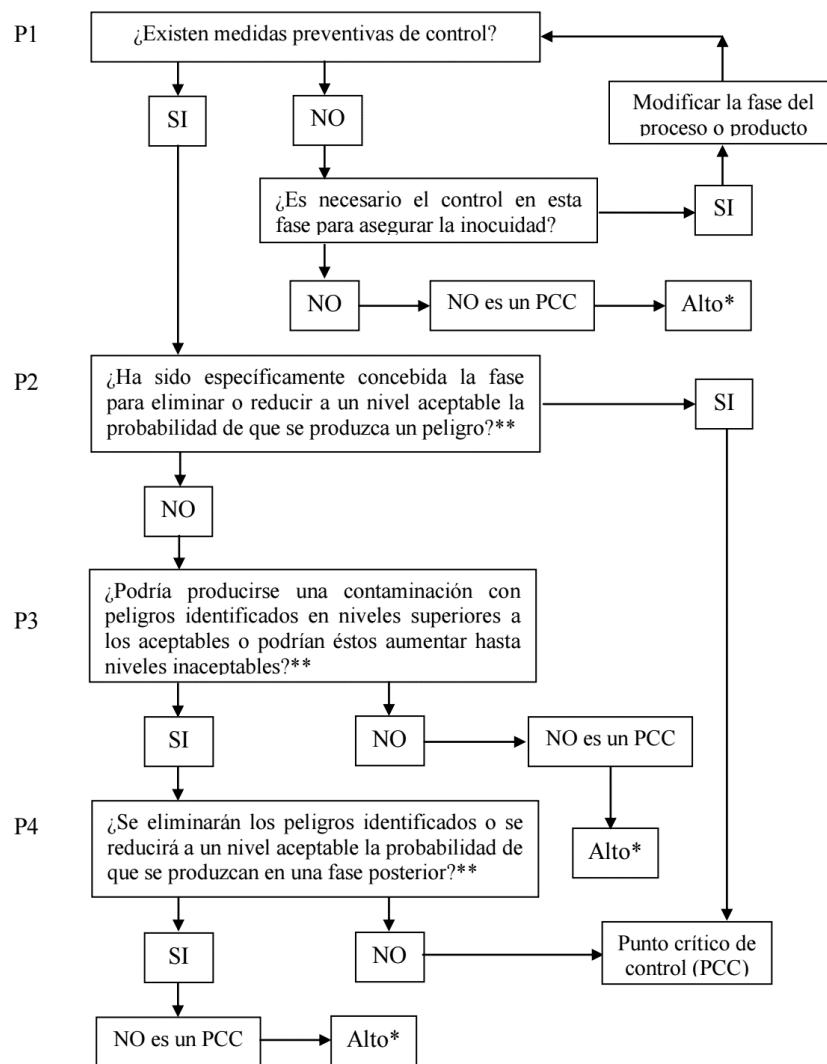 P1
¿Existen medidas preventivas de control?
SI
NO
Modificar la fase del
proceso o producto
¿Es necesario el control en esta
fase para asegurar la inocuidad?
SI
NO
NO es un PCC
Alto*
P2
¿Ha sido específicamente concebida la fase
para eliminar o reducir a un nivel aceptable la
probabilidad de que se produzca un peligro?**
SI
NO
P3
¿Podría producirse una contaminación con
peligros identificados en niveles superiores a
los aceptables o podrían éstos aumentar hasta
niveles inaceptables?**
SI
NO
NO es un PCC
Alto*
P4
¿Se eliminarán los peligros identificados o se
reducirá a un nivel aceptable la probabilidad de
que se produzcan en una fase posterior?**
SI
NO
Punto crítico de
control (PCC)
NO es un PCC
Alto*